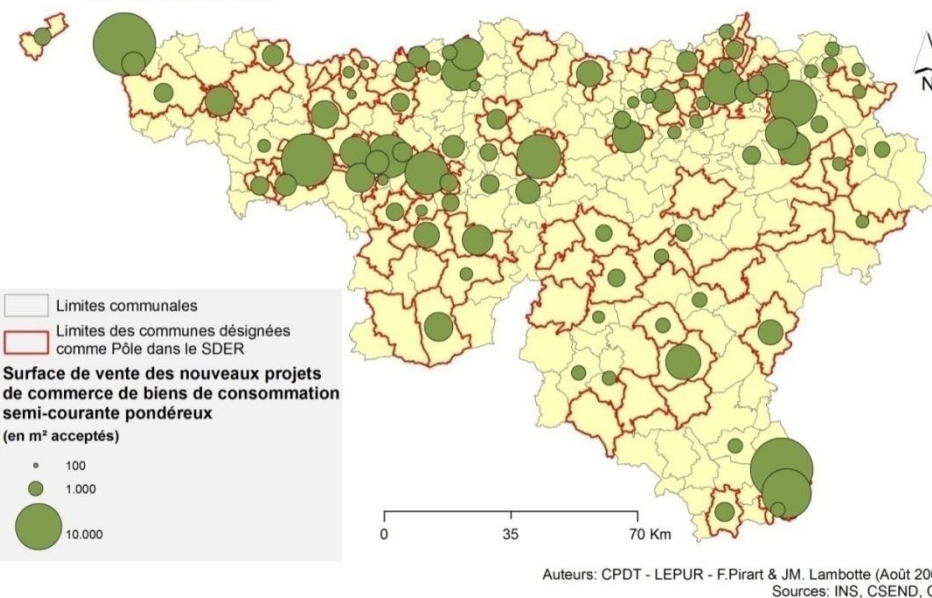 N
Limites communales
Limites des communes désignées
comme Pôle dans le SDER
Surface de vente des nouveaux projets
de commerce de biens de consommation
semi-courante pondéreux
(en m² acceptés)
100
1.000
10.000
0 35 70 Km
Auteurs: CPDT - LEPUR - F.Pirart & JM. Lambotte (Août
Sources: INS, CSEND,